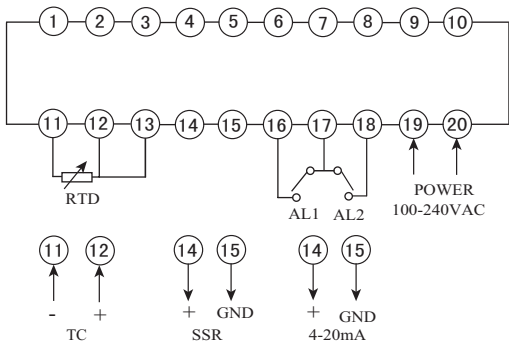 1 2 3 4 5 6 7 8 9 10
11 12 13 14 15 16 17 18 19 20
RTD
AL1 AL2
POWER
100-240VAC
11 12 14 15 14 15
- + + GND + GND
TC SSR 4-20mA